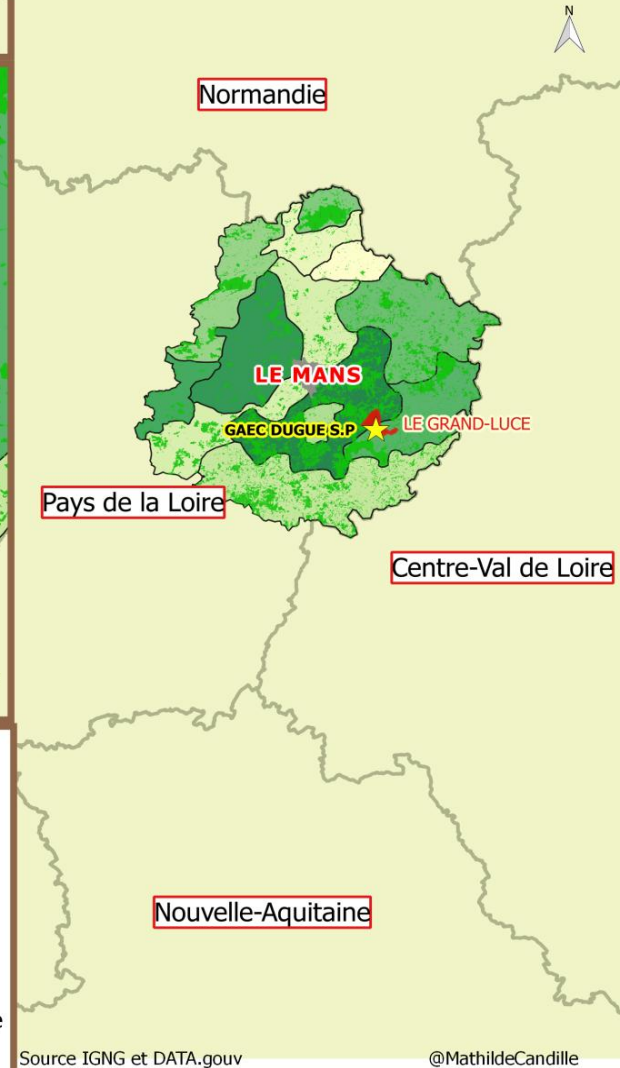 N
Normandie
LE MANS
GAEC DUGUE S.P
LE GRAND-LUCE
Pays de la Loire
Centre-Val de Loire
Nouvelle-Aquitaine
e
Source IGNG et DATA.gouv
@MathildeCandille